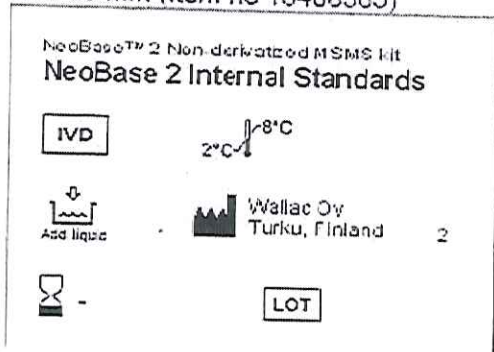 NeoBase™ 2 Non-derivatized MSMS kit
NeoBase 2 Internal Standards
IVD
2°C
8°C
Add liquid
-
Wallac Oy
Turku, Finland
2
-
LOT